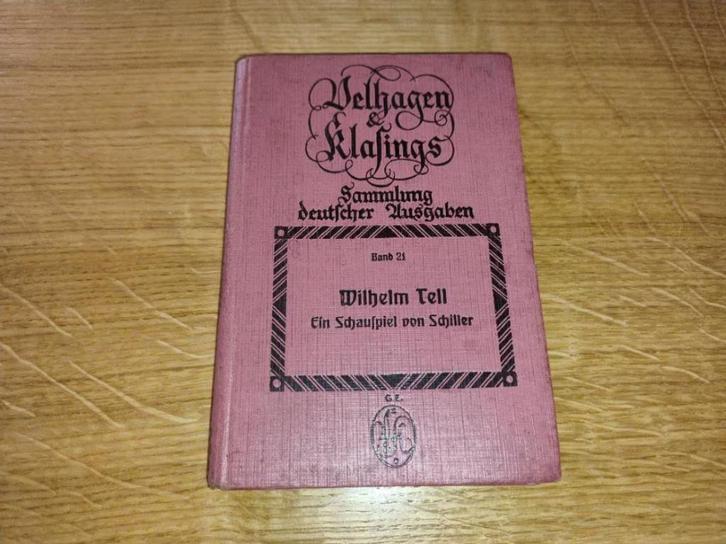 Velhagen
&
Klaſings
Sammlung
deutſcher Ausgaben
Band 21
Wilhelm Tell
Ein Schauſpiel von Schiller
G.E.